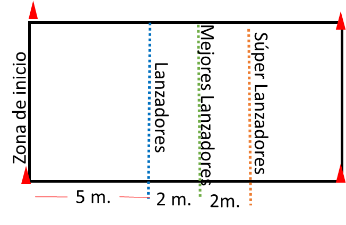 Zona de inicio
Lanzadores
Mejores Lanzadores
Súper Lanzadores
5 m.
2 m.
2m.